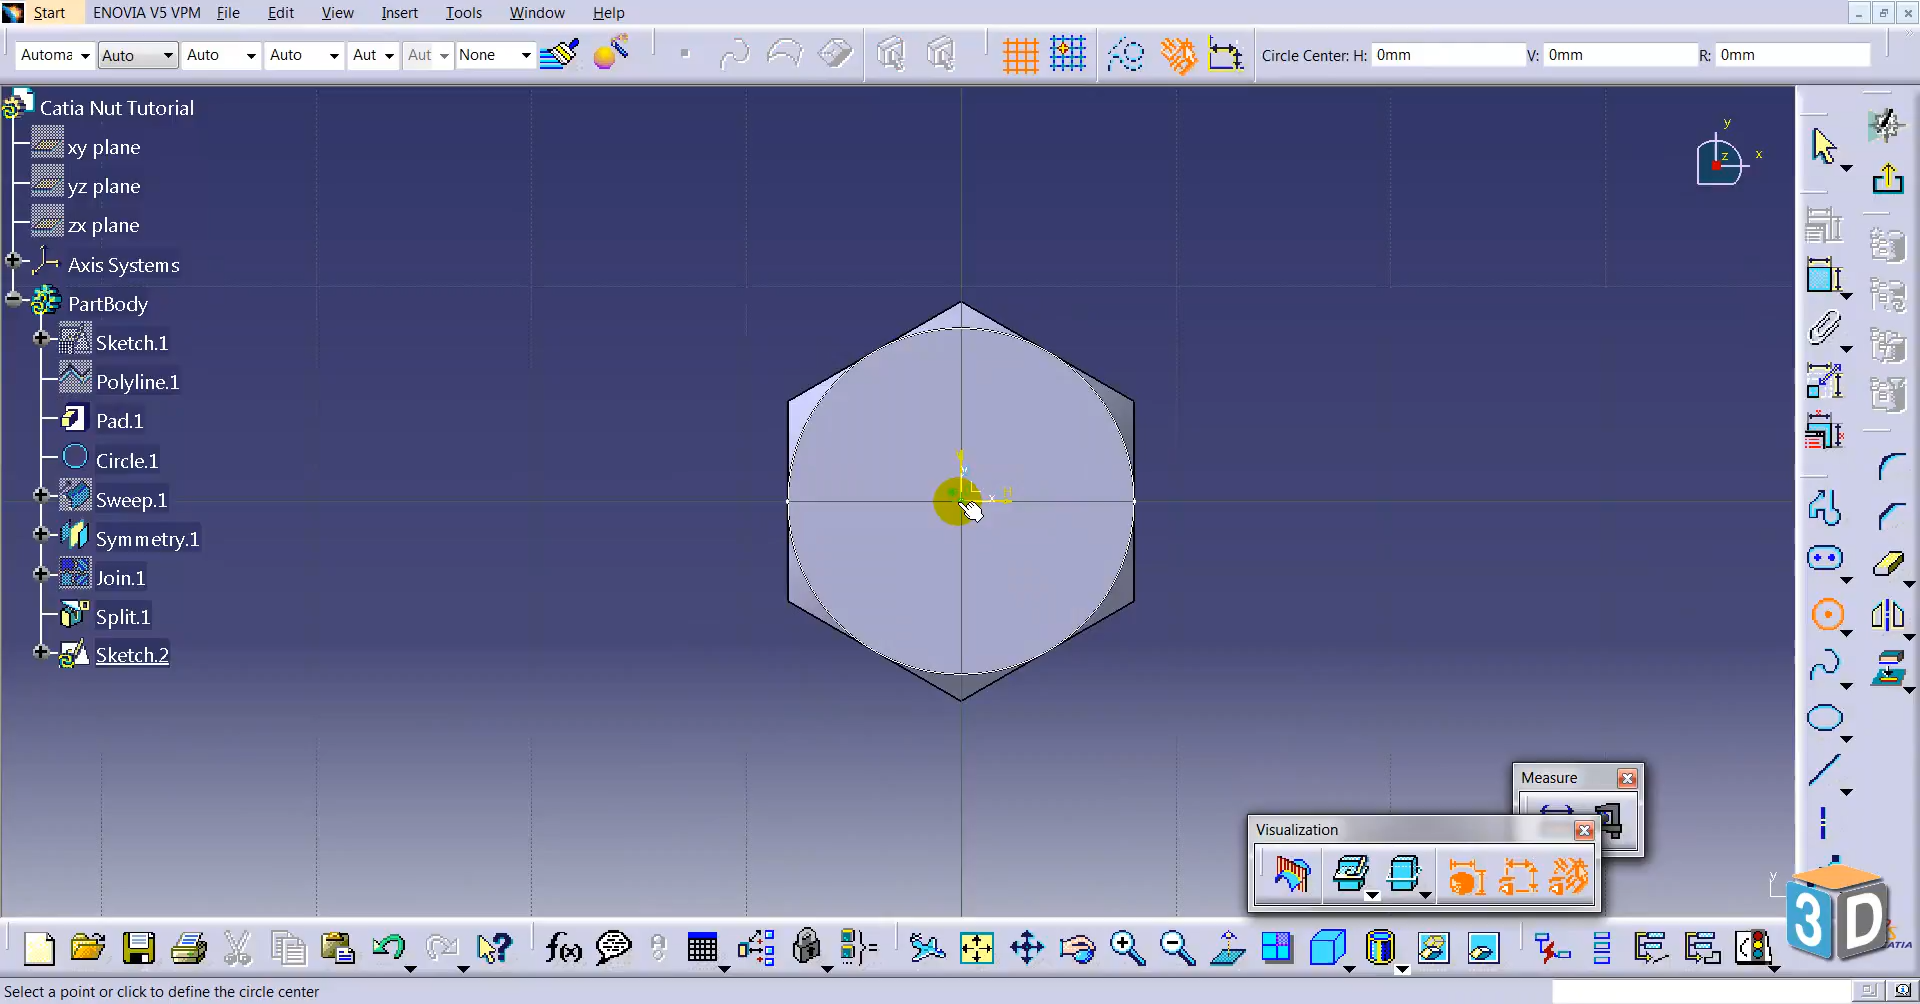 Start ENOVIA V5 VPM File Edit View Insert Tools Window Help
Automa Auto Auto Auto Aut Aut None Circle Center: H: 0mm V: 0mm R: 0mm
Catia Nut Tutorial
xy plane
yz plane
zx plane
Axis Systems
PartBody
Sketch.1
Polyline.1
Pad.1
Circle.1
Sweep.1
Symmetry.1
Join.1
Split.1
Sketch.2
y
x
z
y
x
H
Measure
Visualization
y
3D
CATIA
f(x)
Select a point or click to define the circle center